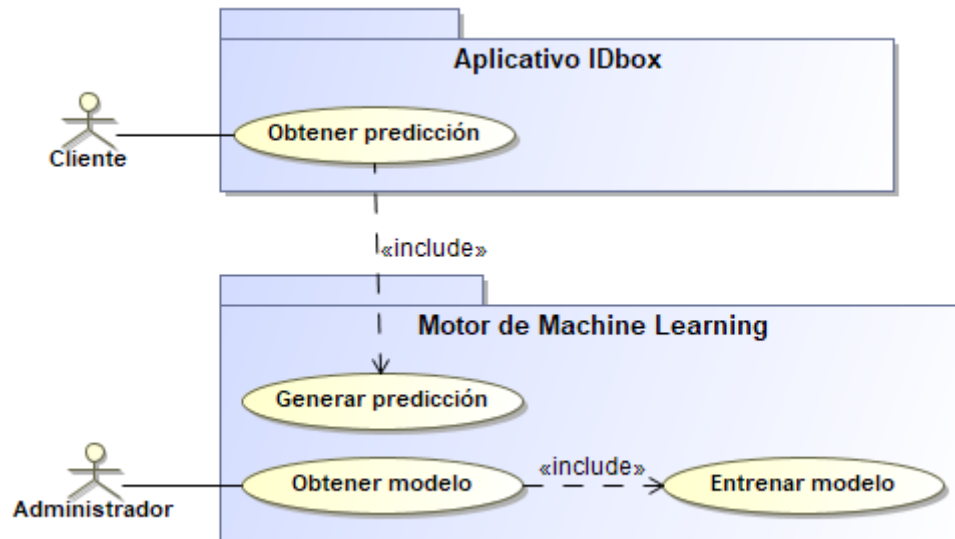 Aplicativo IDbox
Obtener predicción
Cliente
«include»
Motor de Machine Learning
Generar predicción
Obtener modelo
«include»
Entrenar modelo
Administrador